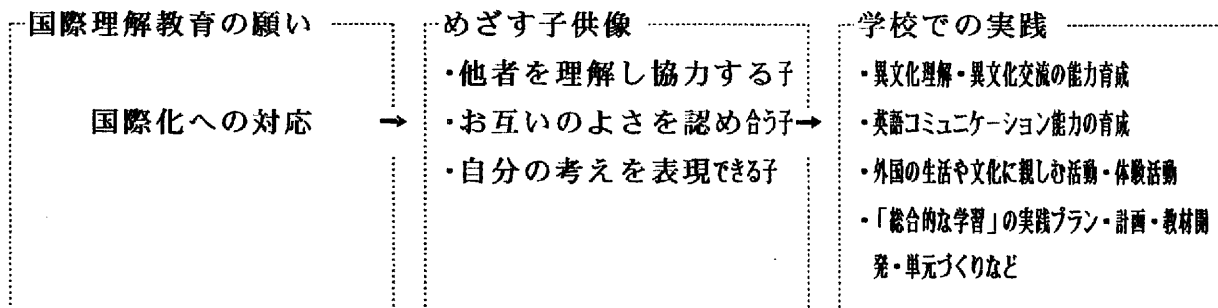 国際理解教育の願い
国際化への対応
→
めざす子供像
・他者を理解し協力する子
・お互いのよさを認め合う子
・自分の考えを表現できる子
→
学校での実践
・異文化理解・異文化交流の能力育成
・英語コミュニケーション能力の育成
・外国の生活や文化に親しむ活動・体験活動
・「総合的な学習」の実践プラン・計画・教材開
発・単元づくりなど